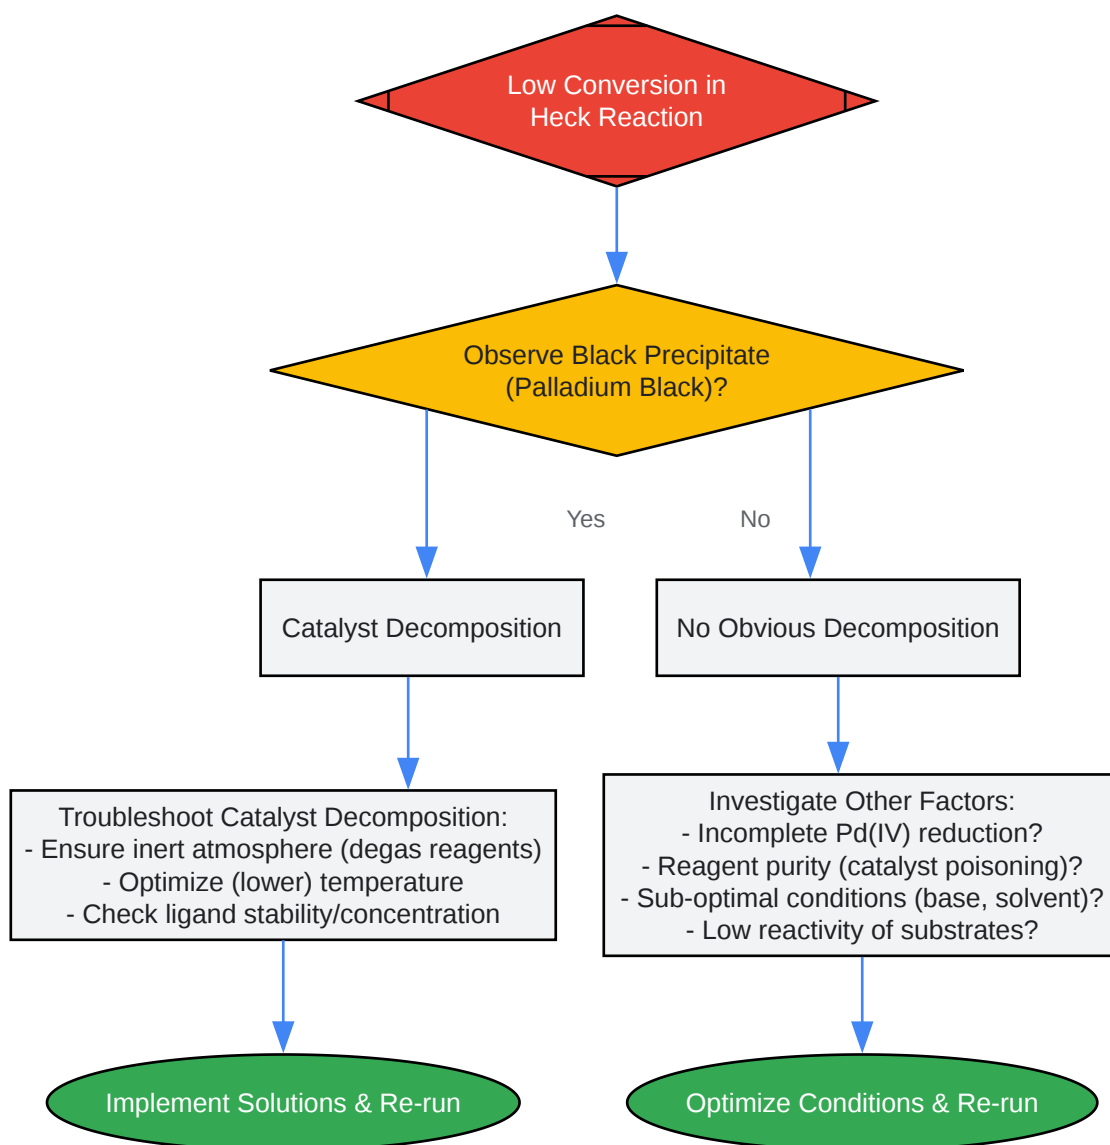 Low Conversion in
Heck Reaction
Observe Black Precipitate
(Palladium Black)?
Yes
No
Catalyst Decomposition
No Obvious Decomposition
Troubleshoot Catalyst Decomposition:
- Ensure inert atmosphere (degas reagents)
- Optimize (lower) temperature
- Check ligand stability/concentration
Investigate Other Factors:
- Incomplete Pd(IV) reduction?
- Reagent purity (catalyst poisoning)?
- Sub-optimal conditions (base, solvent)?
- Low reactivity of substrates?
Implement Solutions & Re-run
Optimize Conditions & Re-run